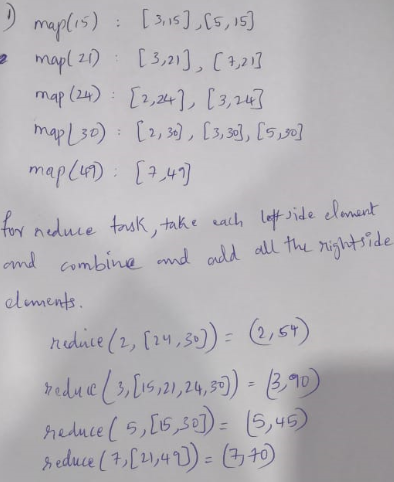 1) map(15) : [3,15], [5, 15]
map(21) : [3,21], [7,21]
map(24) : [2,24], [3,24]
map(30) : [2,30], [3,30], [5,30]
map(49) : [7,49]
for reduce task, take each left side element
and combine and add all the rightside
elements.
reduce(2, [24,30]) = (2,54)
reduce(3,[15,21,24,30]) = (3,90)
reduce(5,[15,30]) = (5,45)
reduce(7,[21,49]) = (7,70)